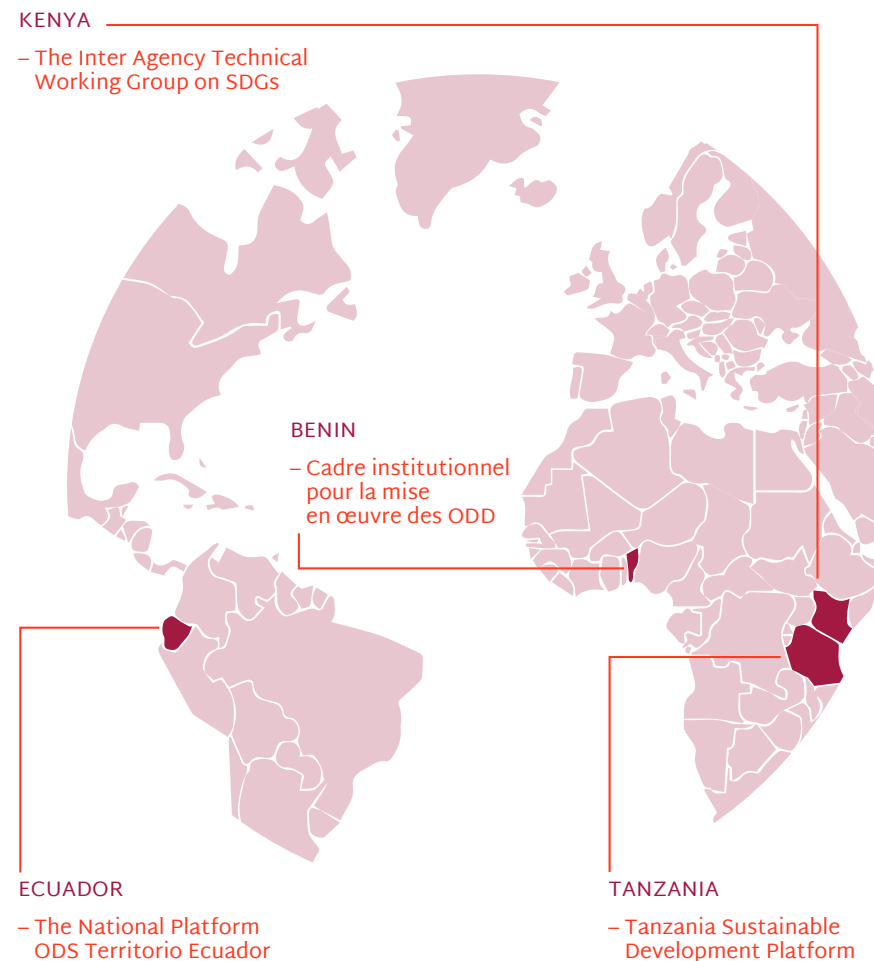 KENYA
– The Inter Agency Technical
Working Group on SDGs
BENIN
– Cadre institutionnel
pour la mise
en œuvre des ODD
ECUADOR
– The National Platform
ODS Territorio Ecuador
TANZANIA
– Tanzania Sustainable
Development Platform